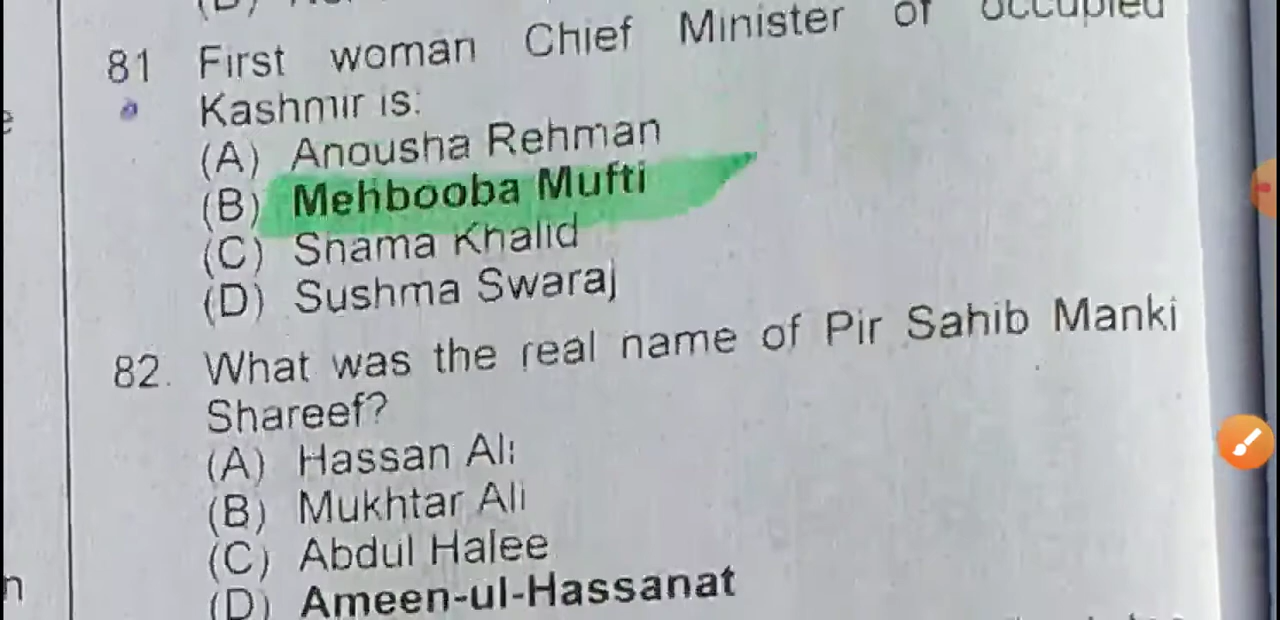 81 First woman Chief Minister of occupied
Kashmir is:
(A) Anousha Rehman
(B) Mehbooba Mufti
(C) Shama Khalid
(D) Sushma Swaraj
82. What was the real name of Pir Sahib Manki
Shareef?
(A) Hassan Ali
(B) Mukhtar Ali
(C) Abdul Halee
(D) Ameen-ul-Hassanat